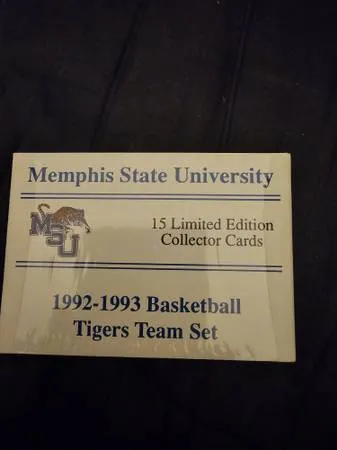 Memphis State University
MSU
15 Limited Edition
Collector Cards
1992-1993 Basketball
Tigers Team Set